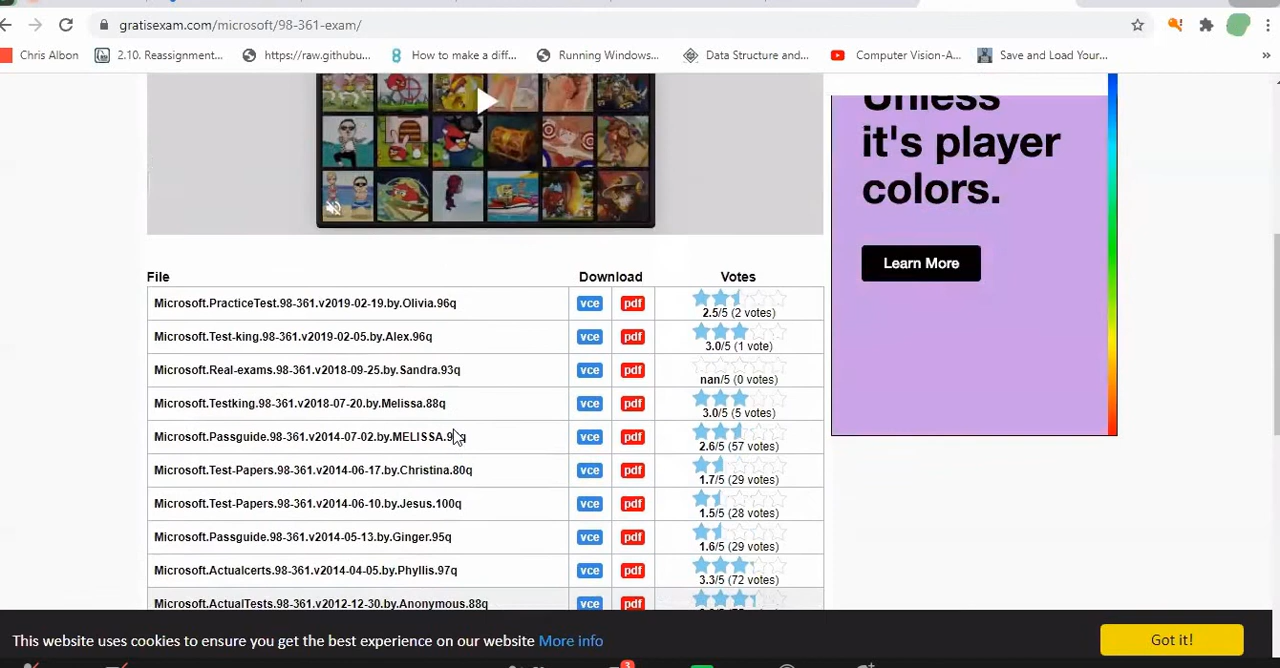 gratisexam.com/microsoft/98-361-exam/
Chris Albon
2.10. Reassignment...
https://raw.githubu...
How to make a diff...
Running Windows...
Data Structure and...
Computer Vision-A...
Save and Load Your...
»
it's player
colors.
Learn More
File Download Votes
Microsoft.PracticeTest.98-361.v2019-02-19.by.Olivia.96q vce pdf 2.5/5 (2 votes)
Microsoft.Test-king.98-361.v2019-02-05.by.Alex.96q vce pdf 3.0/5 (1 vote)
Microsoft.Real-exams.98-361.v2018-09-25.by.Sandra.93q vce pdf nan/5 (0 votes)
Microsoft.Testking.98-361.v2018-07-20.by.Melissa.88q vce pdf 3.0/5 (5 votes)
Microsoft.Passguide.98-361.v2014-07-02.by. vce pdf 2.6/5 (57 votes)
Microsoft.Test-Papers.98-361.v2014-06-17.by.Christina.80q vce pdf 1.7/5 (29 votes)
Microsoft.Test-Papers.98-361.v2014-06-10.by.Jesus.100q vce pdf 1.5/5 (28 votes)
Microsoft.Passguide.98-361.v2014-05-13.by.Ginger.95q vce pdf 1.6/5 (29 votes)
Microsoft.Actualcerts.98-361.v2014-04-05.by.Phyllis.97q vce pdf 3.3/5 (72 votes)
Microsoft.ActualTests.98-361.v2012-12-30.by.Anonymous.88q vce pdf
This website uses cookies to ensure you get the best experience on our website More info
Got it!
3